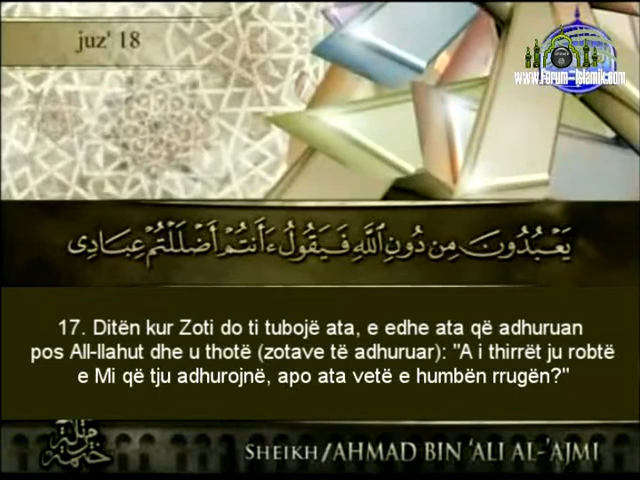 juz' 18
www.Forum-Islamik.com
يَعْبُدُونَ مِن دُونِ ٱللَّهِ فَيَقُولُ ءَأَنتُمْ أَضْلَلْتُمْ عِبَادِى
17. Ditën kur Zoti do ti tubojë ata, e edhe ata që adhuruan
pos All-llahut dhe u thotë (zotave të adhuruar): "A i thirrët ju robtë
e Mi që tju adhurojnë, apo ata vetë e humbën rrugën?"
SHEIKH/AHMAD BIN 'ALI AL-'AJMI